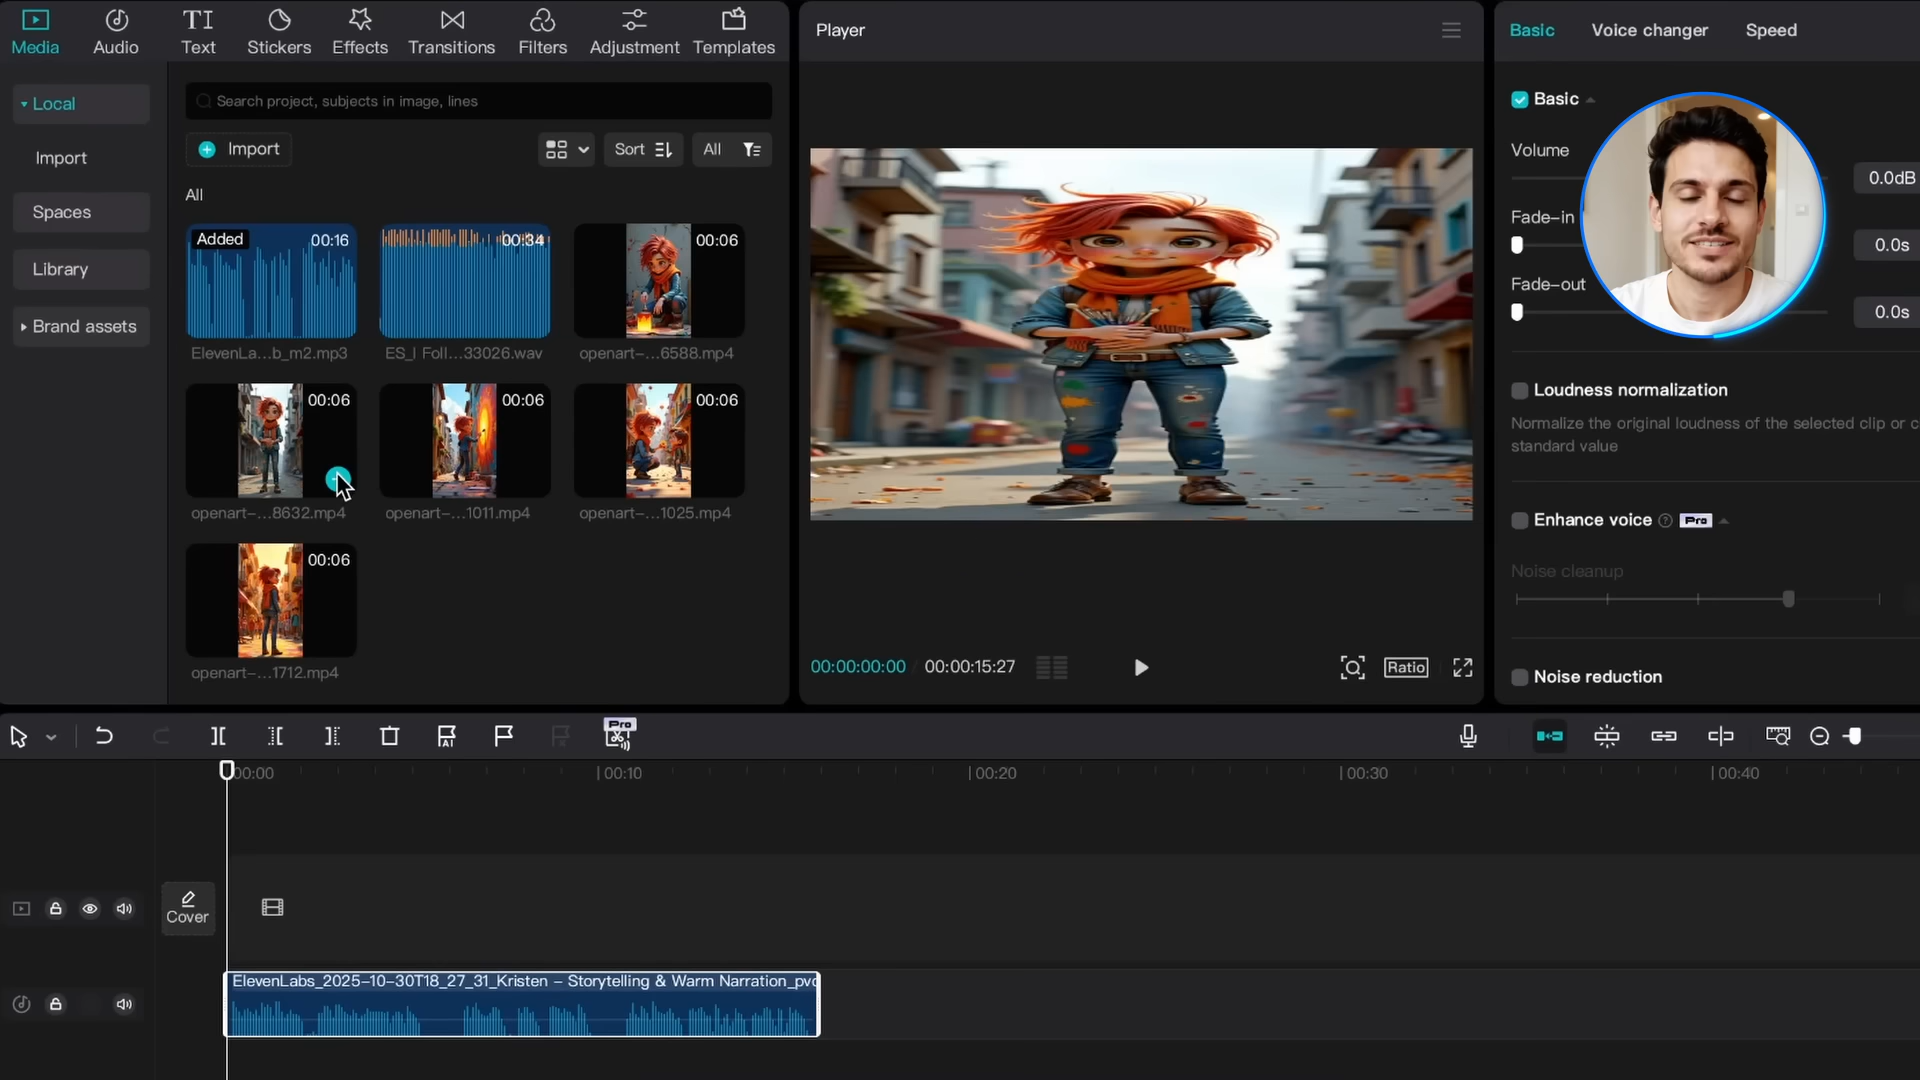 Media
Audio
Text
Stickers
Effects
Transitions
Filters
Adjustment
Templates
Local
Import
Spaces
Library
Brand assets
Search project, subjects in image, lines
Import
Sort
All
All
Added
00:16
00:34
00:06
ElevenLa...b_m2.mp3
ES_I Foll...33026.wav
openart-...6588.mp4
00:06
00:06
00:06
openart-...8632.mp4
openart-...1011.mp4
openart-...1025.mp4
00:06
openart-...1712.mp4
Player
00:00:00:00 / 00:00:15:27
Ratio
Basic
Voice changer
Speed
Basic
Volume
0.0dB
Fade-in
0.0s
Fade-out
0.0s
Loudness normalization
Normalize the original loudness of the selected clip or c
standard value
Enhance voice
Pro
Noise cleanup
Noise reduction
AI
Pro
00:00
00:10
00:20
00:30
00:40
Cover
ElevenLabs_2025-10-30T18_27_31_Kristen - Storytelling & Warm Narration_pvc